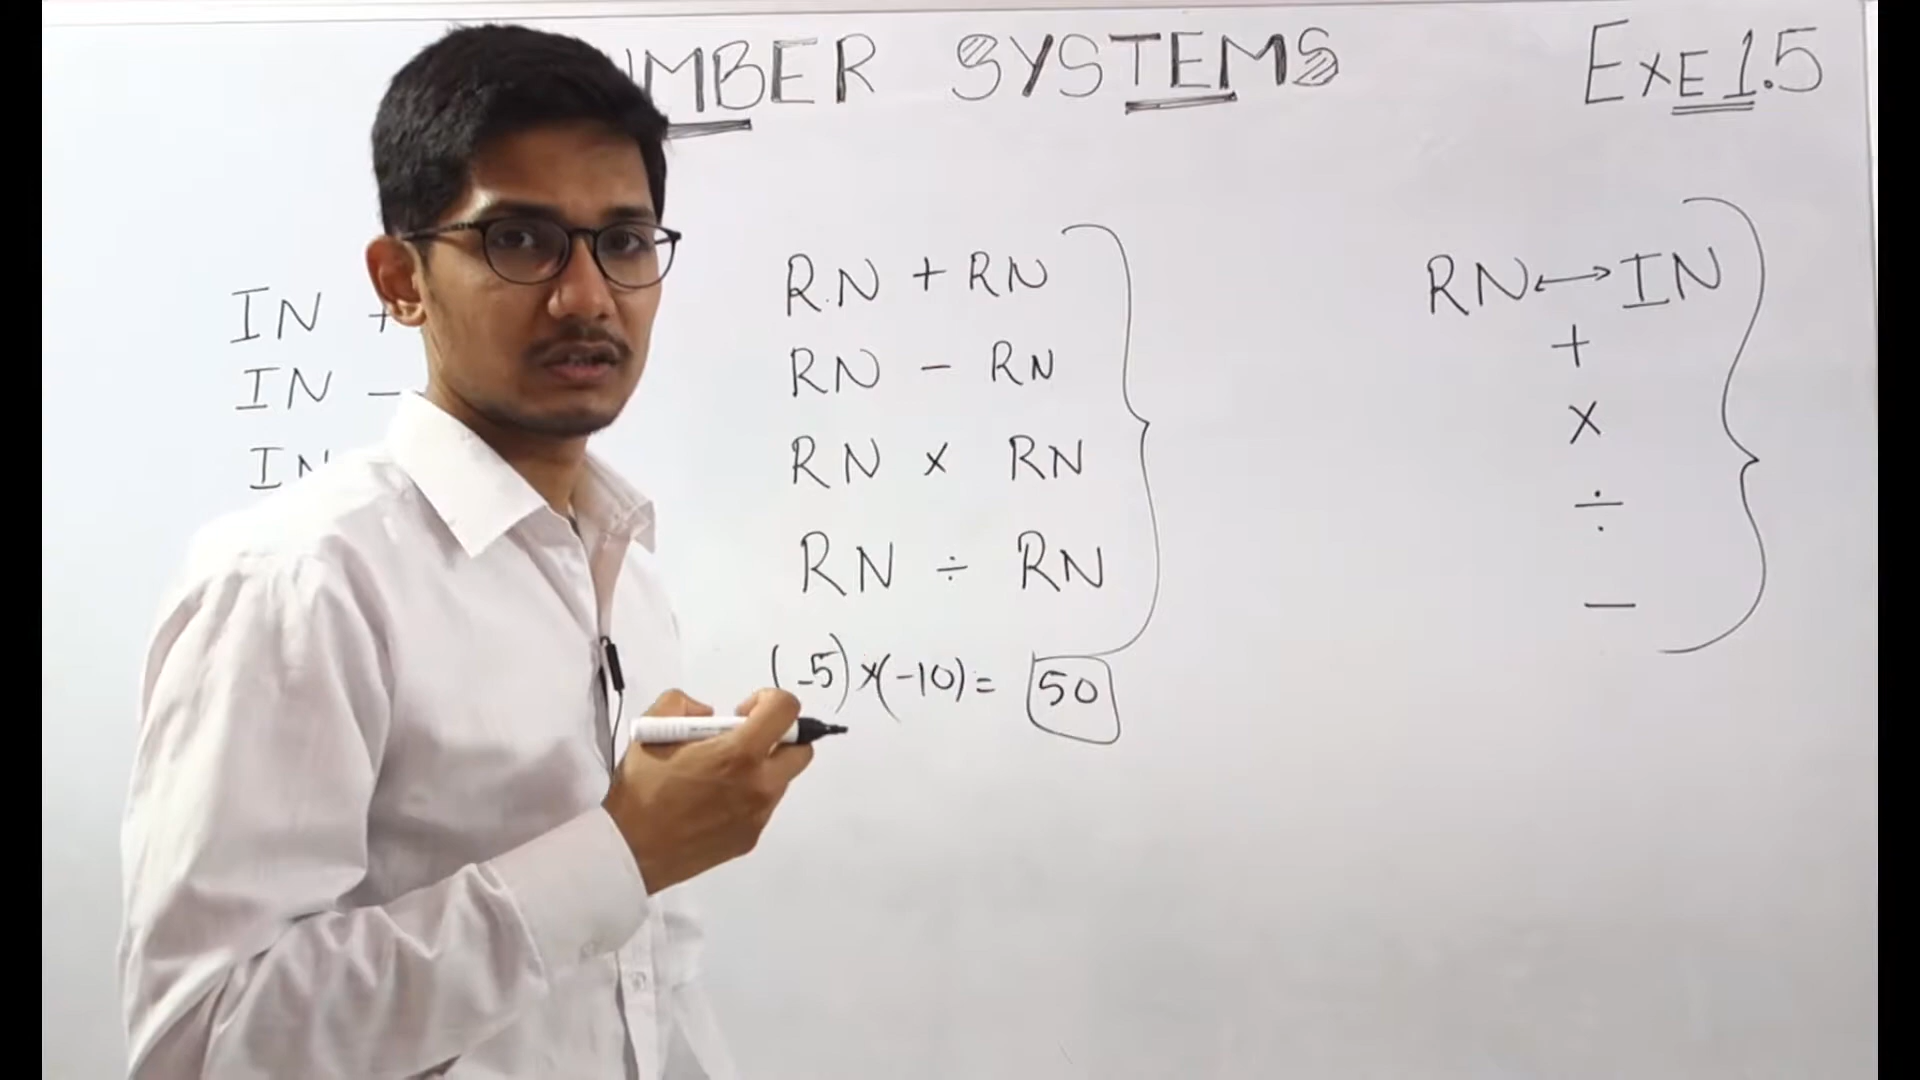 MBER SYSTEMS
EXE 1.5
IN +
IN -
IN
RN + RN
RN - RN
RN × RN
RN ÷ RN
(-5)×(-10)= 50
RN ↔ IN
+
×
÷
-